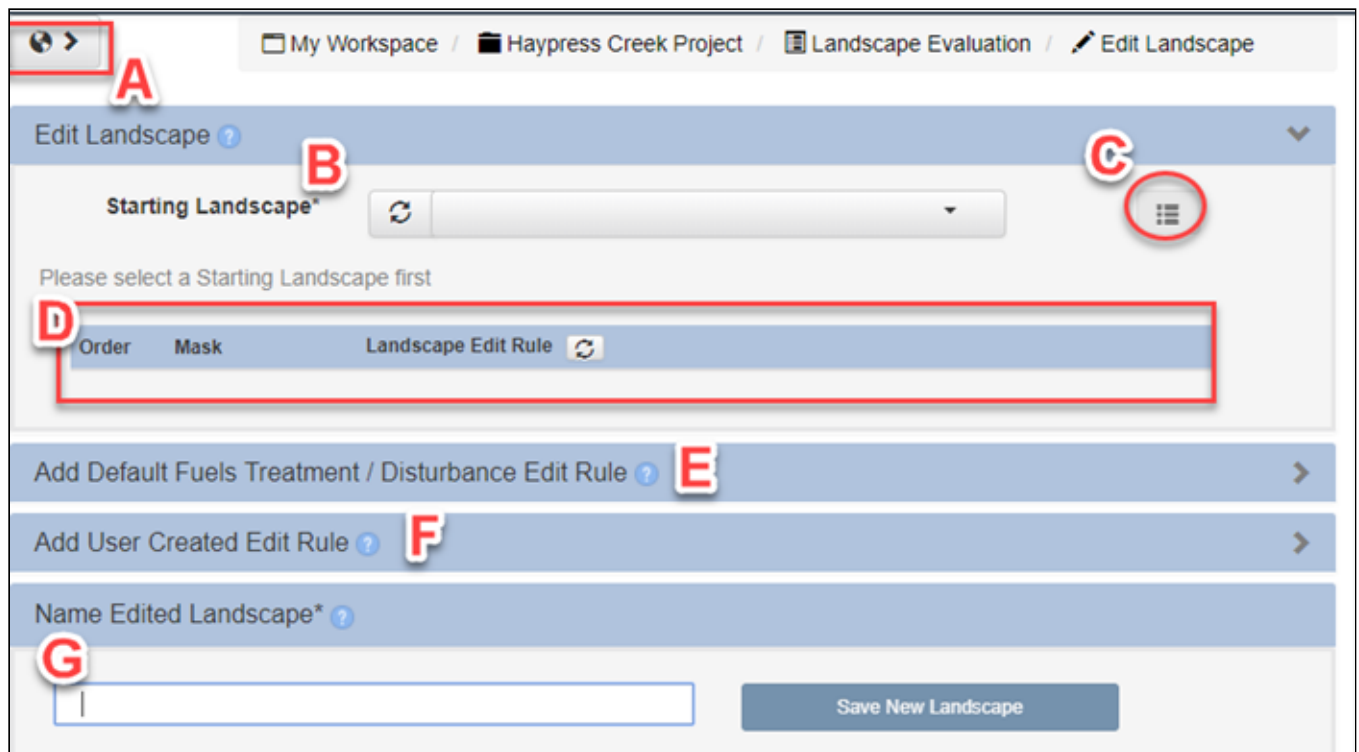 My Workspace / Haypress Creek Project / Landscape Evaluation / Edit Landscape
A
Edit Landscape ?
B
C
Starting Landscape*
Please select a Starting Landscape first
D
Order Mask Landscape Edit Rule
Add Default Fuels Treatment / Disturbance Edit Rule ? E
Add User Created Edit Rule ? F
Name Edited Landscape* ?
G
Save New Landscape